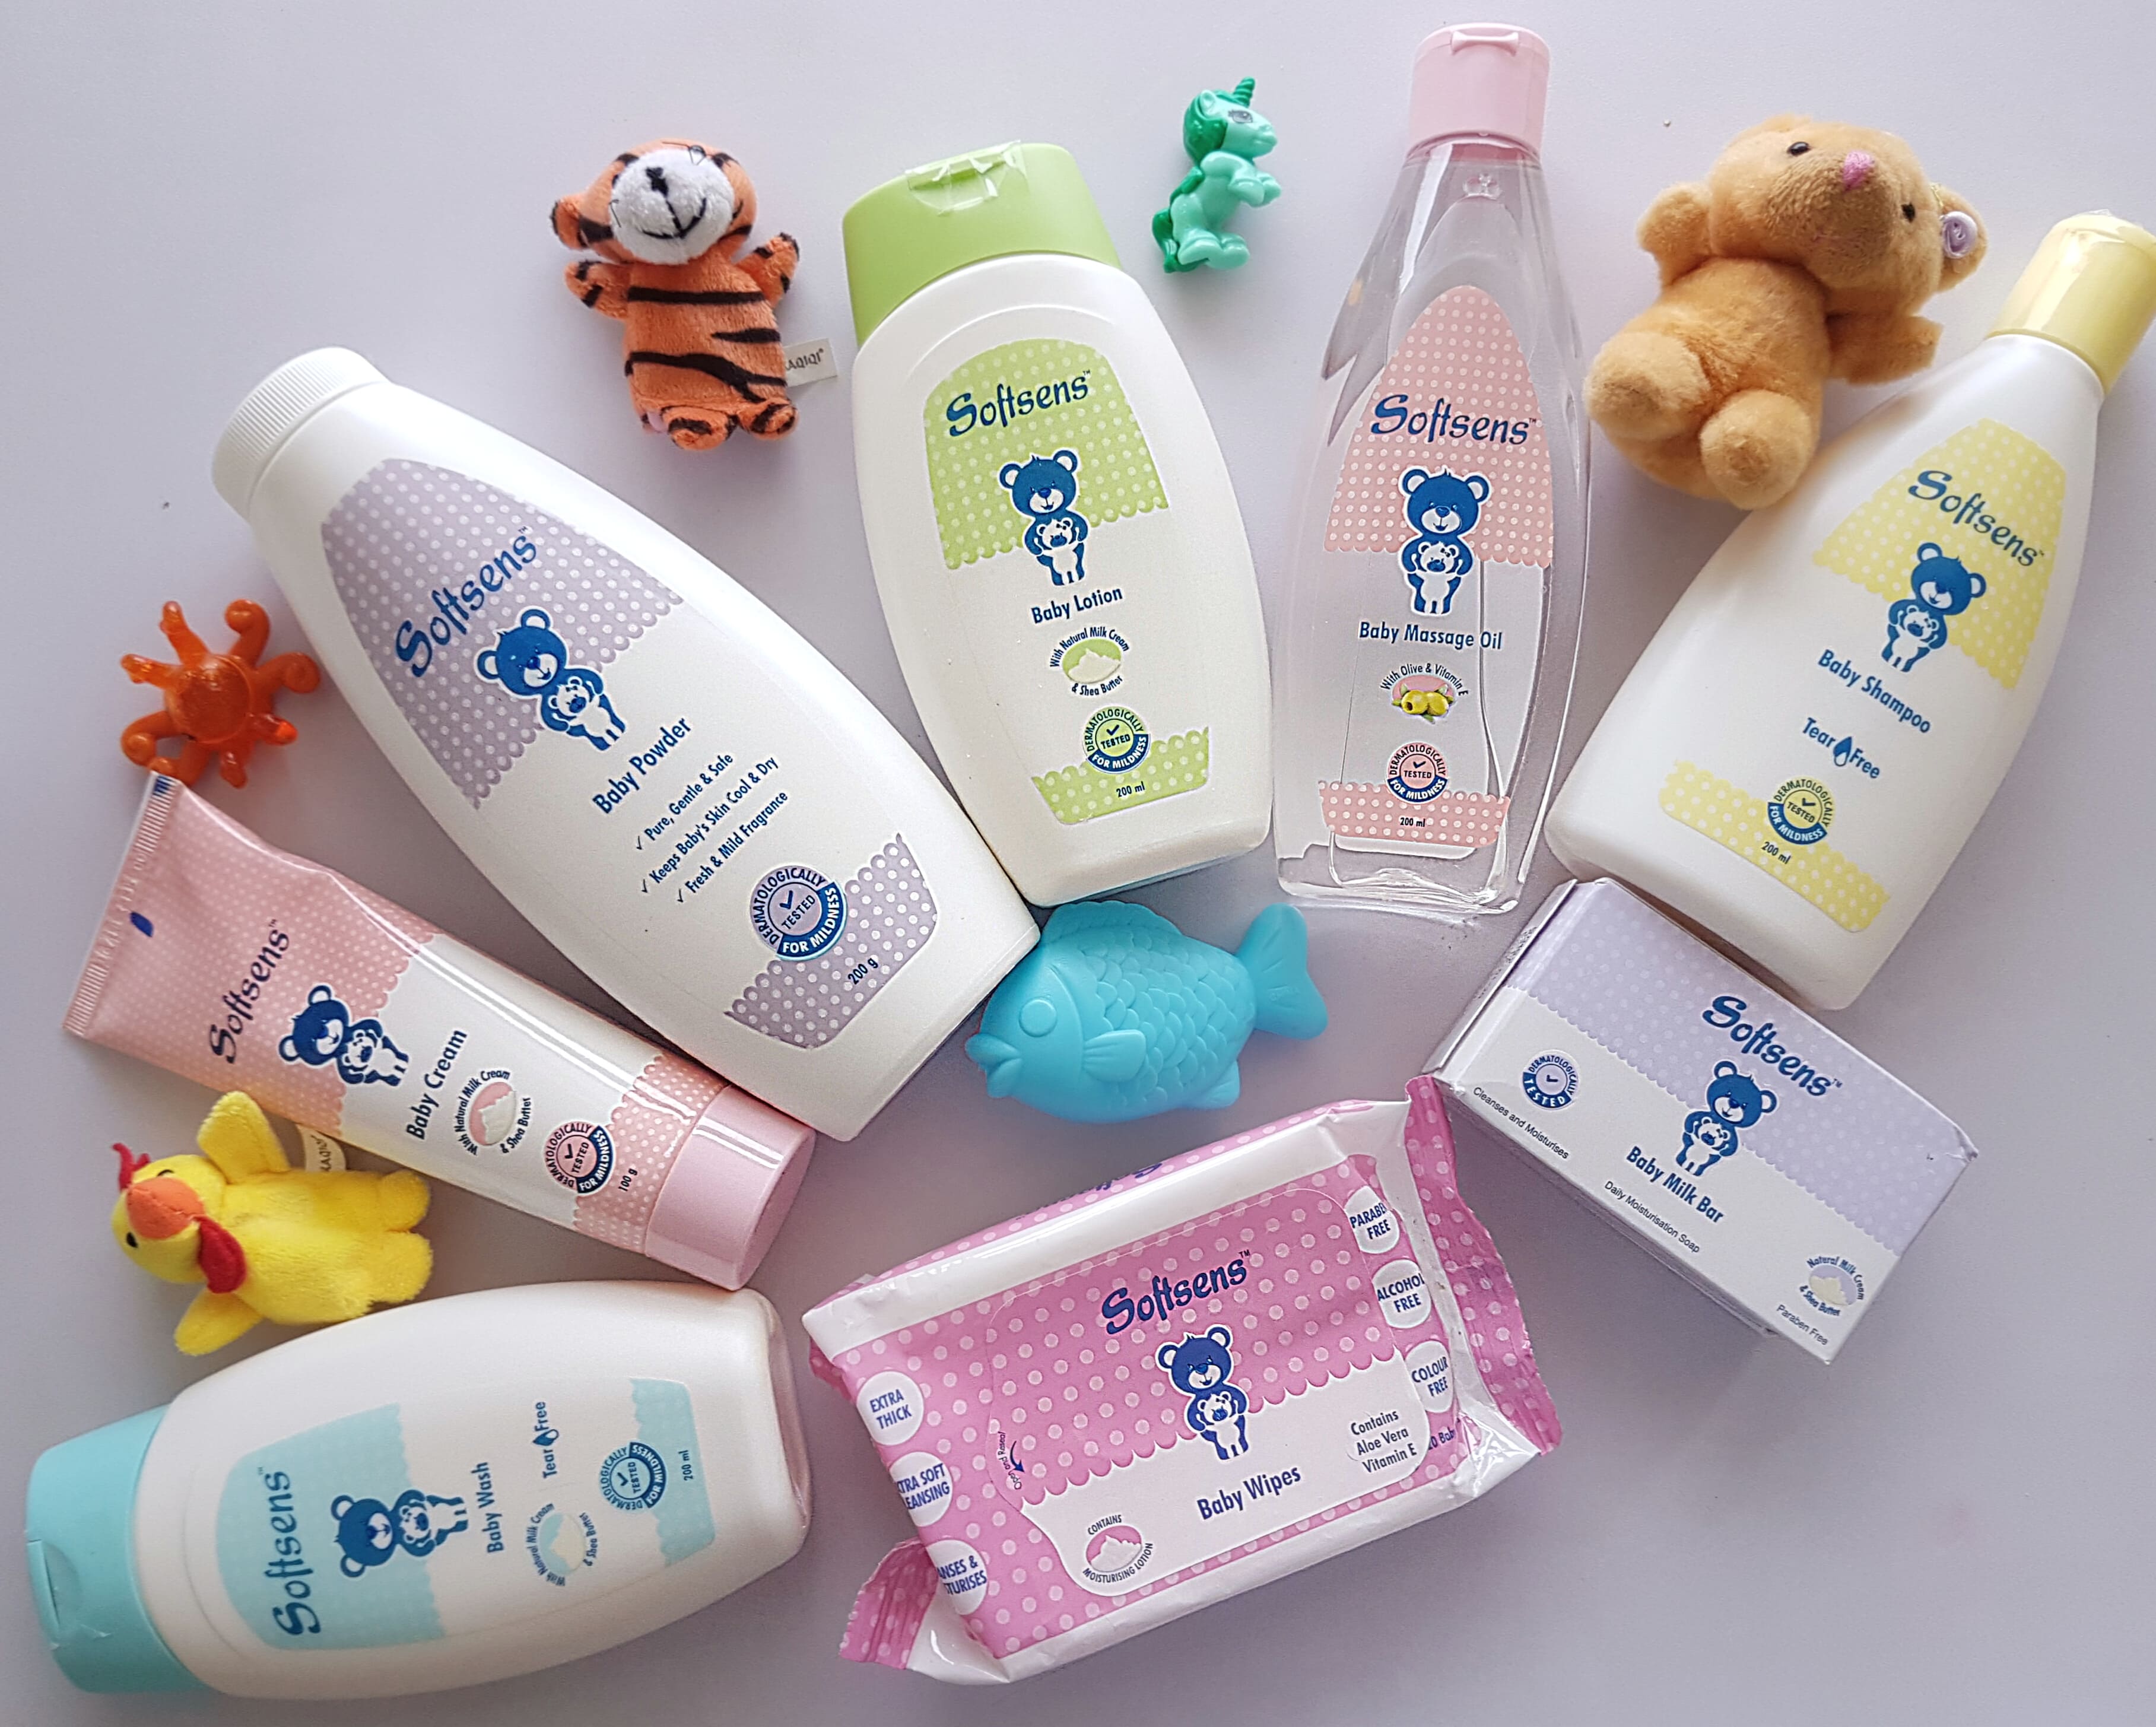 Softsens™
Baby Lotion
With Natural Milk Cream
& Shea Butter
DERMATOLOGICALLY
TESTED
FOR MILDNESS
200 ml
Softsens™
Baby Massage Oil
With Olive & Vitamin E
DERMATOLOGICALLY
TESTED
FOR MILDNESS
200 ml
Softsens™
Baby Shampoo
Tear Free
DERMATOLOGICALLY
TESTED
FOR MILDNESS
200 ml
Softsens™
Baby Powder
✓ Pure, Gentle & Safe
✓ Keeps Baby's Skin Cool & Dry
✓ Fresh & Mild Fragrance
DERMATOLOGICALLY
TESTED
FOR MILDNESS
200 g
Softsens™
Baby Cream
With Natural Milk Cream
& Shea Butter
DERMATOLOGICALLY
TESTED
FOR MILDNESS
100 g
Softsens™
DERMATOLOGICALLY
TESTED
Cleanses and Moisturises
Baby Milk Bar
Daily Moisturisation Soap
Natural Milk Cream
& Shea Butter
Paraben Free
Softsens™
Baby Wipes
EXTRA
THICK
FREE
ALCOHOL
FREE
COLOUR
FREE
Contains
Aloe Vera
Vitamin E
Open and Reseal
CONTAINS
MOISTURISING LOTION
Softsens™
Baby Wash
Tear Free
With Natural Milk Cream
& Shea Butter
DERMATOLOGICALLY
TESTED
FOR MILDNESS
200 ml